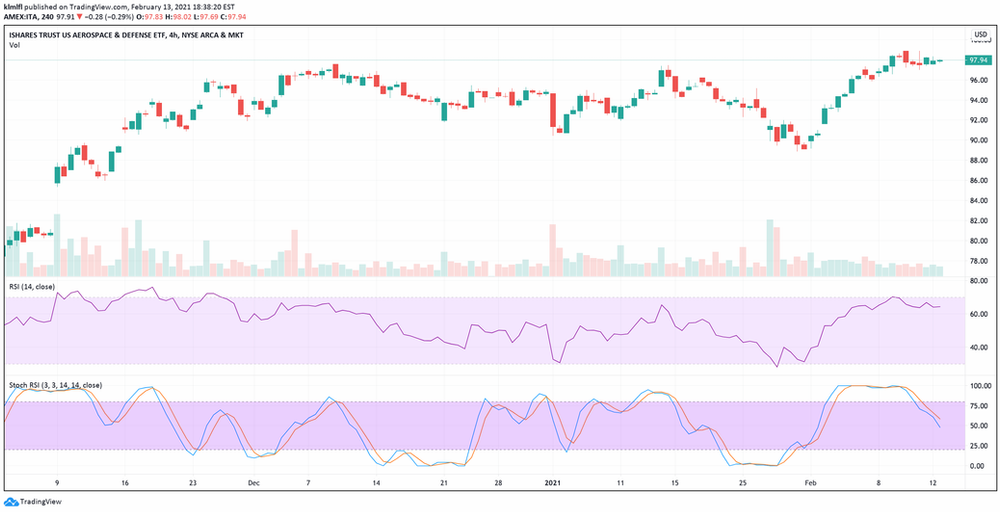 klmlfl published on TradingView.com, February 13, 2021 18:38:20 EST
AMEX:ITA, 240 97.91 ▼ −0.28 (−0.29%) O:97.83 H:98.02 L:97.69 C:97.94
ISHARES TRUST US AEROSPACE & DEFENSE ETF, 4h, NYSE ARCA & MKT
Vol
USD
97.94
96.00
94.00
92.00
90.00
88.00
86.00
84.00
82.00
80.00
78.00
RSI (14, close)
80.00
60.00
40.00
Stoch RSI (3, 3, 14, 14, close)
100.00
75.00
50.00
25.00
0.00
9 16 23 Dec 7 14 21 28 2021 11 15 25 Feb 8 12
TradingView